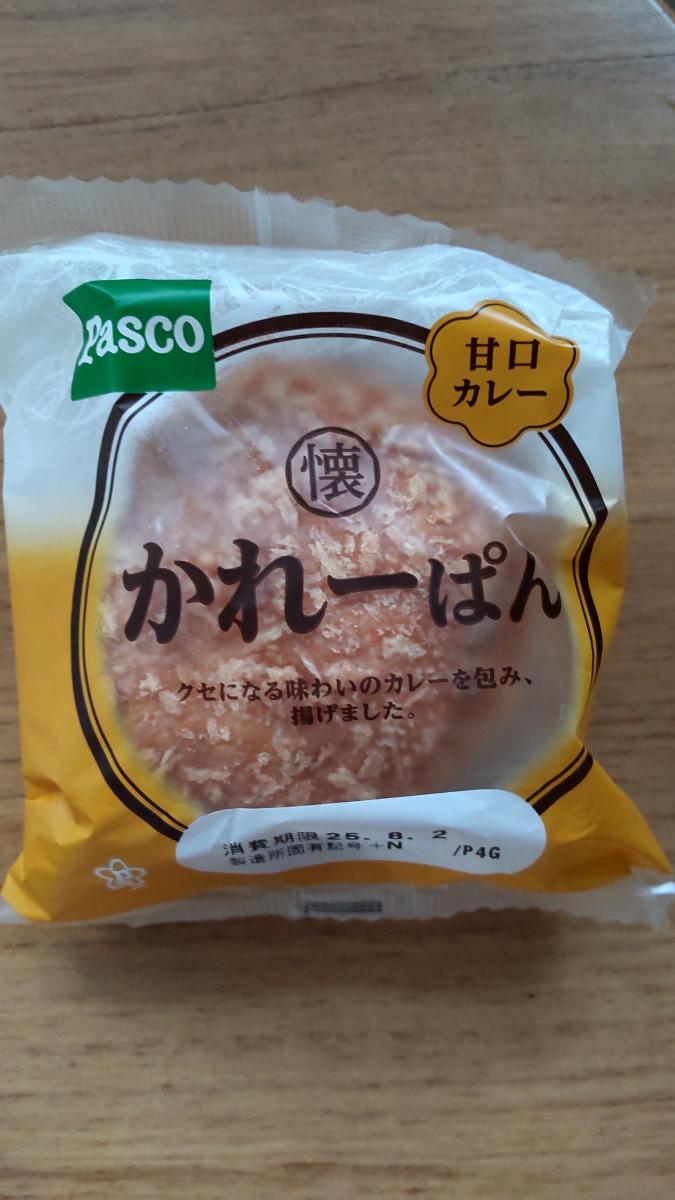 Pasco
甘口
カレー
懐
かれーぱん
クセになる味わいのカレーを包み、
揚げました。
消費期限 25. 8. 2
製造所固有記号 +N /P4G